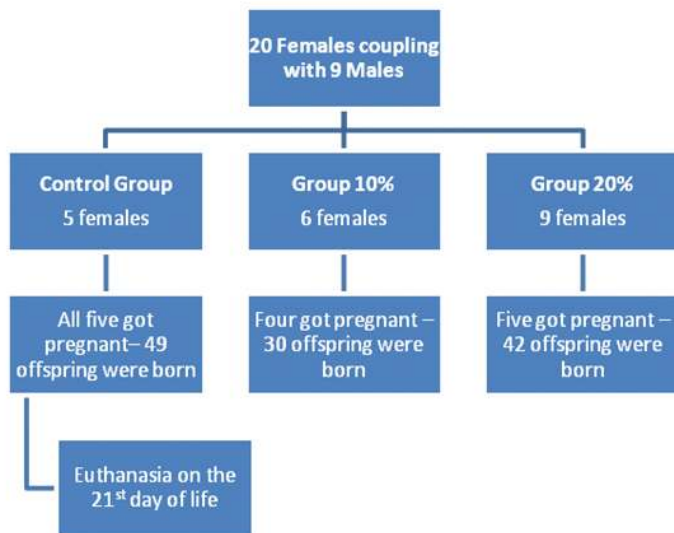 20 Females coupling
with 9 Males
Control Group
5 females
Group 10%
6 females
Group 20%
9 females
All five got
pregnant– 49
offspring were born
Four got pregnant –
30 offspring were
born
Five got pregnant –
42 offspring were
born
Euthanasia on the
21st day of life